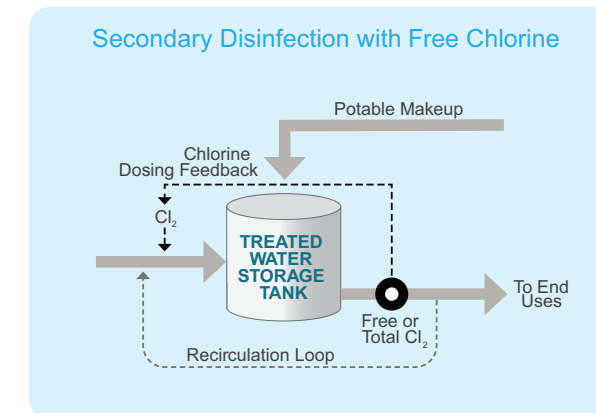 Secondary Disinfection with Free Chlorine
Potable Makeup
Chlorine
Dosing Feedback
Cl₂
TREATED
WATER
STORAGE
TANK
To End
Uses
Free or
Total Cl₂
Recirculation Loop